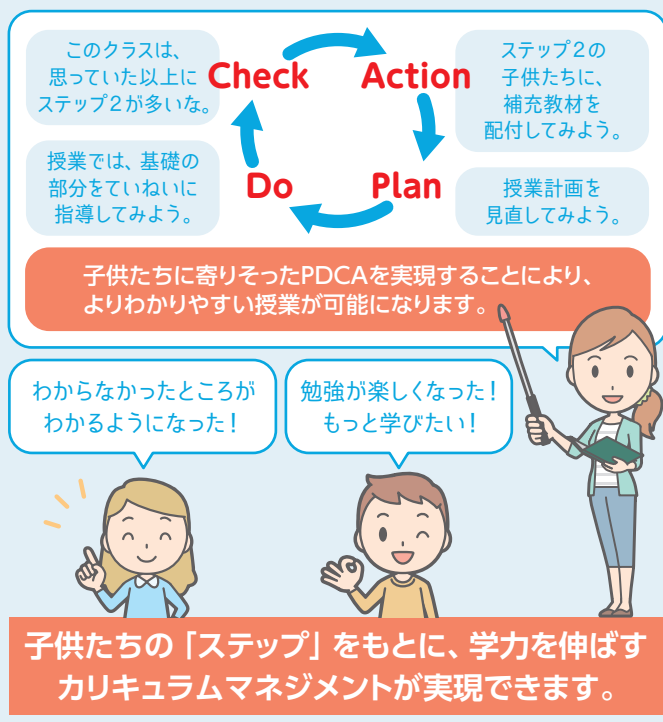 このクラスは、
思っていた以上に
ステップ2が多いな。
Check
Action
ステップ2の
子供たちに、
補充教材を
配付してみよう。
授業では、基礎の
部分をていねいに
指導してみよう。
Do
Plan
授業計画を
見直してみよう。
子供たちに寄りそったPDCAを実現することにより、
よりわかりやすい授業が可能になります。
わからなかったところが
わかるようになった!
勉強が楽しくなった!
もっと学びたい!
子供たちの「ステップ」をもとに、学力を伸ばす
カリキュラムマネジメントが実現できます。